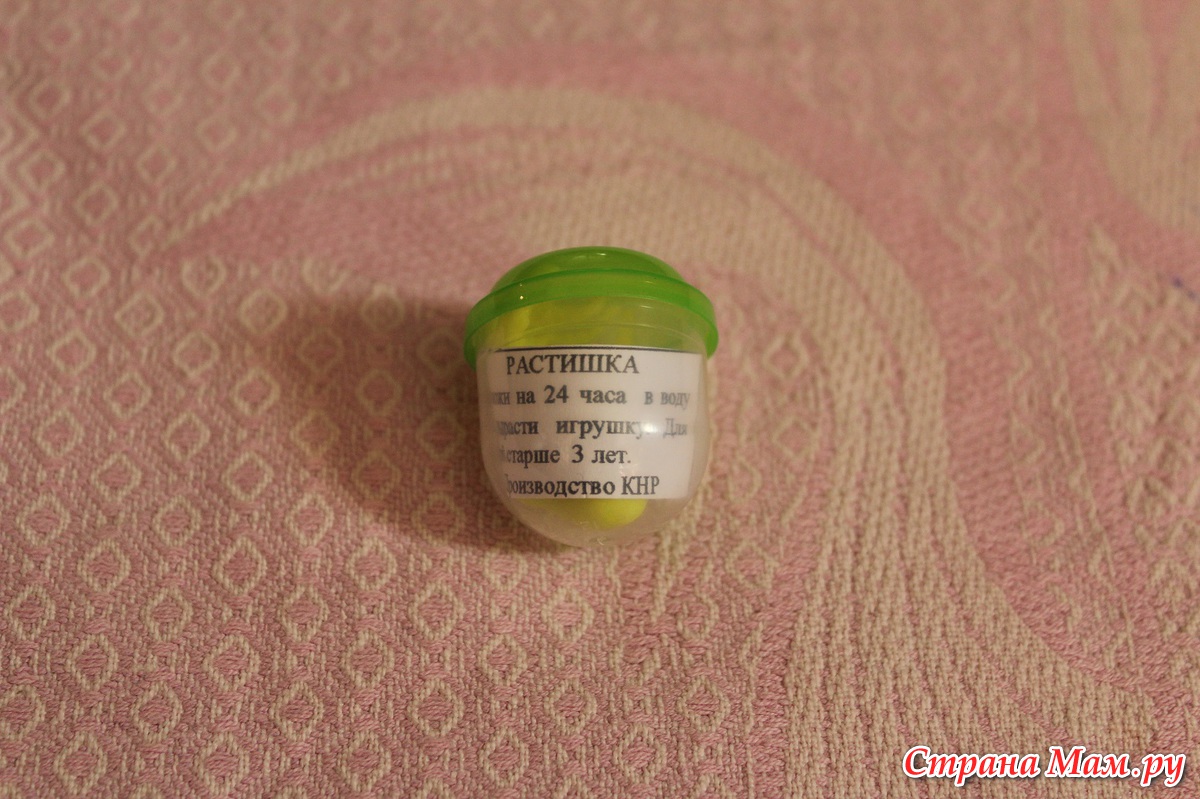 РАСТИШКА
на 24 часа в воду
игрушку. Для
старше 3 лет.
КНР
Страна Мам.ру